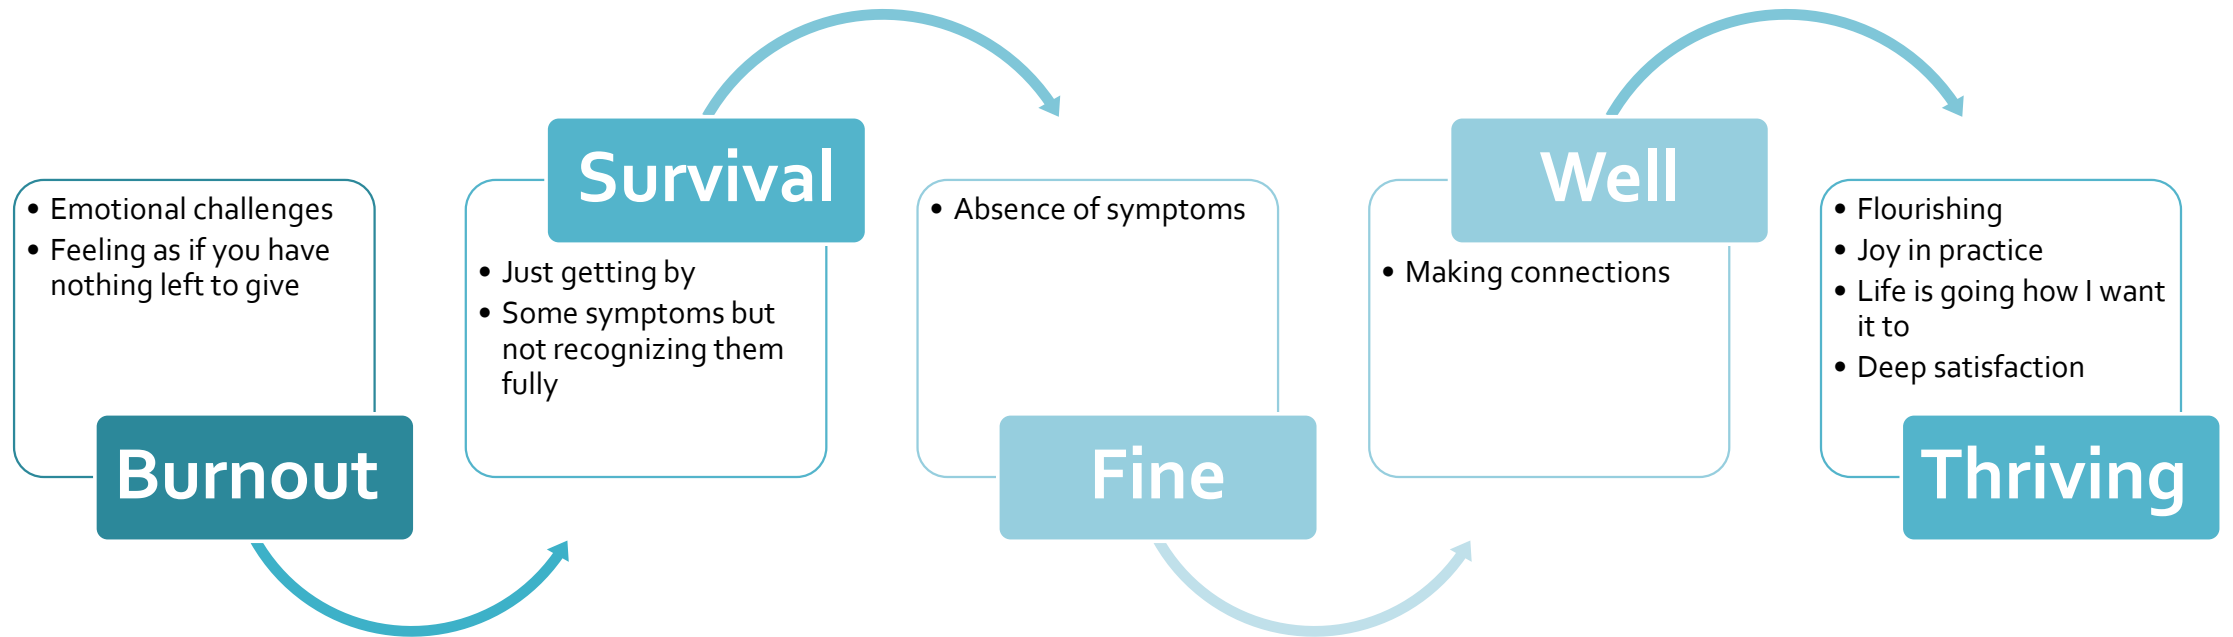 • Emotional challenges
• Feeling as if you have
nothing left to give
Burnout
Survival
• Just getting by
• Some symptoms but
not recognizing them
fully
• Absence of symptoms
Fine
Well
• Making connections
• Flourishing
• Joy in practice
• Life is going how I want
it to
• Deep satisfaction
Thriving